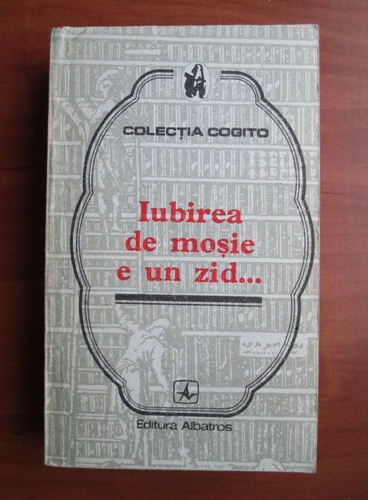 COLECȚIA COGITO
Iubirea
de moșie
e un zid...
Editura Albatros